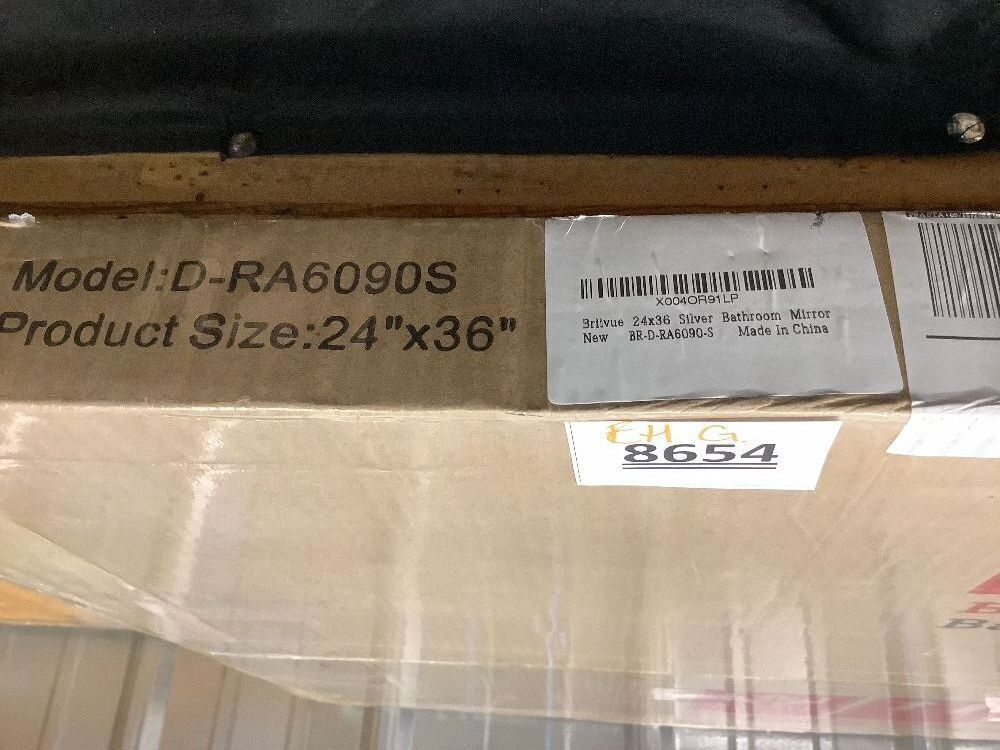 Model:D-RA6090S
Product Size:24"x36"
X004OR91LP
Brilvue 24x36 Silver Bathroom Mirror
New BR-D-RA6090-S Made In China
EH G
8654